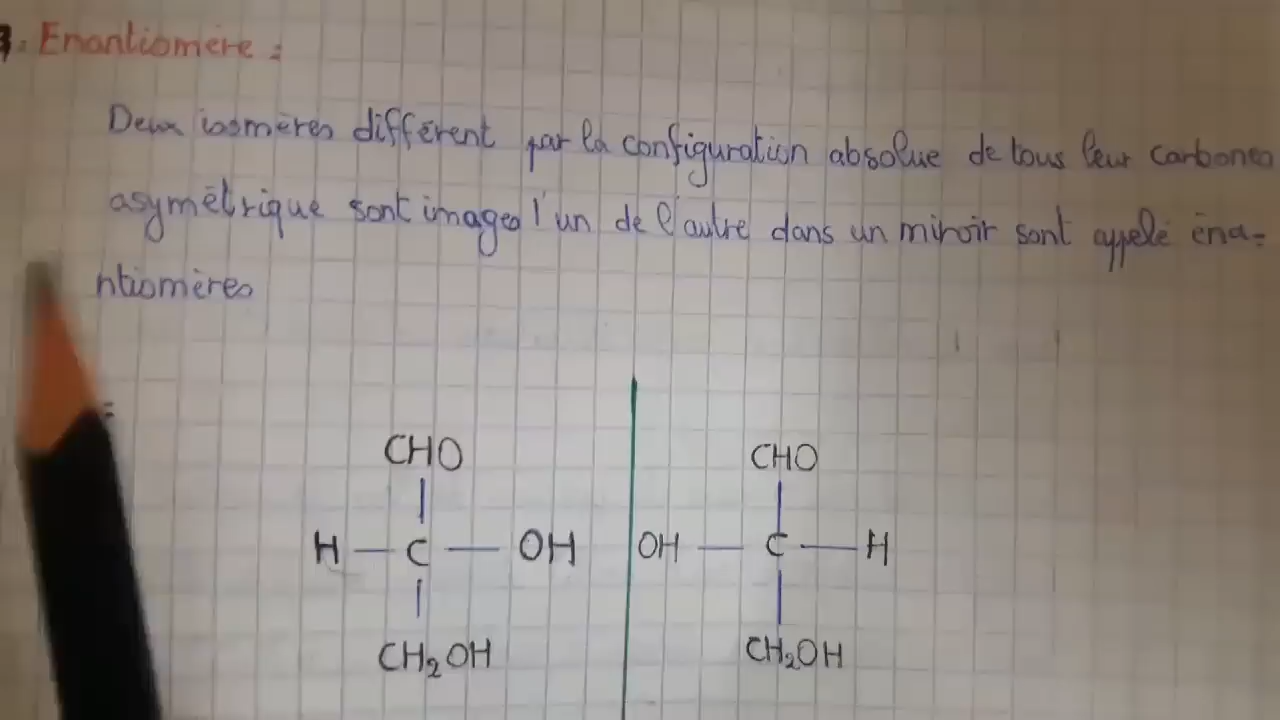 3. Enantiomère :
Deux isomères différent par la configuration absolue de tous leur carbones
asymétrique sont images l'un de l'autre dans un miroir sont appelé éna=
ntiomères
=
CHO CHO
H — C — OH OH — C — H
CH₂OH CH₂OH